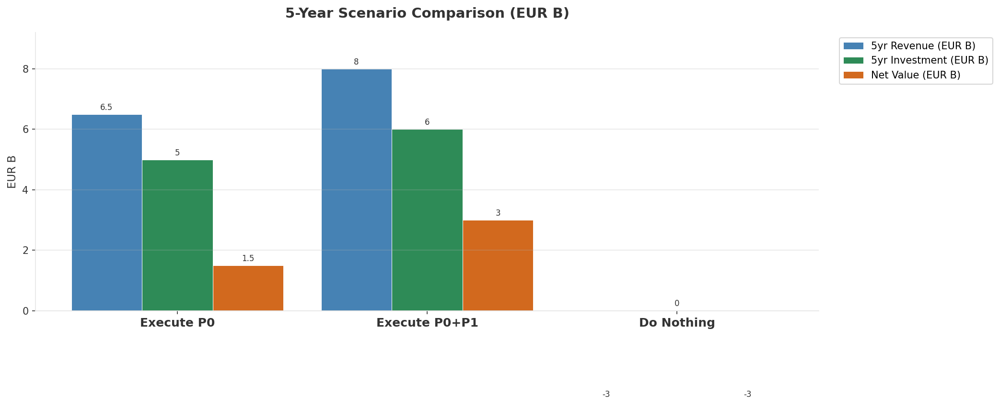 5-Year Scenario Comparison (EUR B)
5yr Revenue (EUR B)
5yr Investment (EUR B)
Net Value (EUR B)
EUR B
8
6
4
2
0
6.5
5
1.5
8
6
3
0
Execute P0
Execute P0+P1
Do Nothing
-3
-3